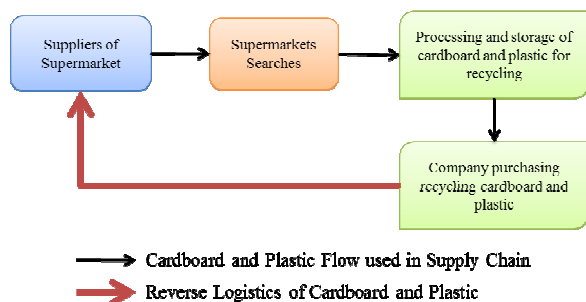 Suppliers of
Supermarket
Supermarkets
Searches
Processing and storage of
cardboard and plastic for
recycling
Company purchasing
recycling cardboard and
plastic
Cardboard and Plastic Flow used in Supply Chain
Reverse Logistics of Cardboard and Plastic